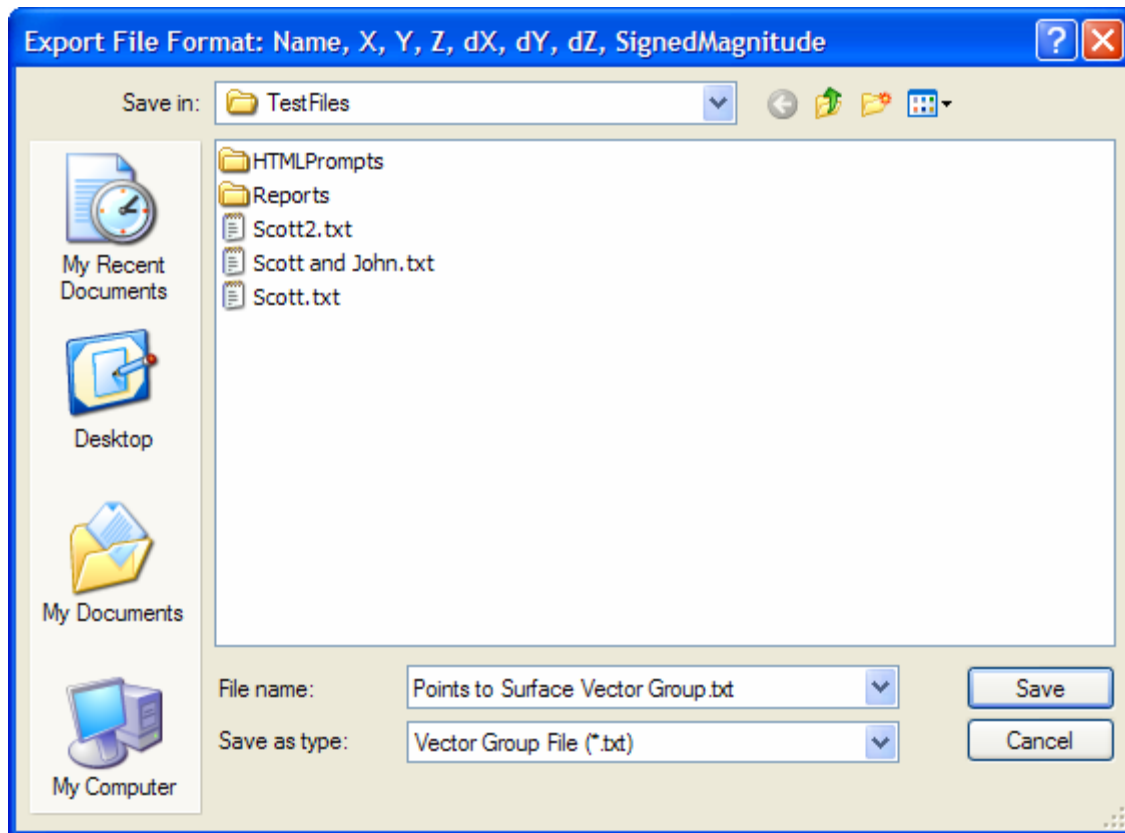 Export File Format: Name, X, Y, Z, dX, dY, dZ, SignedMagnitude
Save in:
TestFiles
My Recent
Documents
Desktop
My Documents
My Computer
HTMLPrompts
Reports
Scott2.txt
Scott and John.txt
Scott.txt
File name:
Points to Surface Vector Group.txt
Save
Save as type:
Vector Group File (*.txt)
Cancel